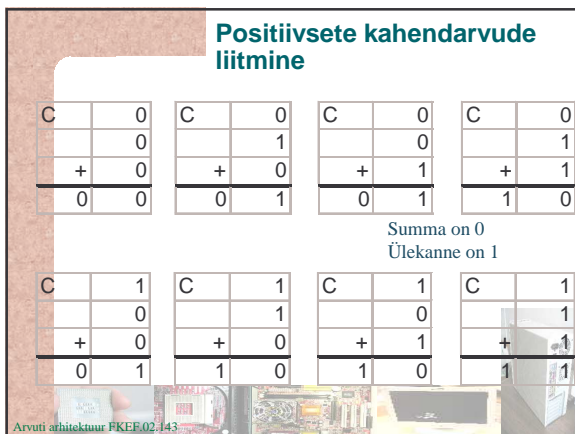 Positiivsete kahendarvude
liitmine
C 0 C 0 C 0 C 0
0 1 0 1
+ 0 + 0 + 1 + 1
0 0 0 1 0 1 1 0
Summa on 0
Ülekanne on 1
C 1 C 1 C 1 C 1
0 1 0 1
+ 0 + 0 + 1 + 1
0 1 1 0 1 0 1 1
Arvuti arhitektuur FKEF.02.143